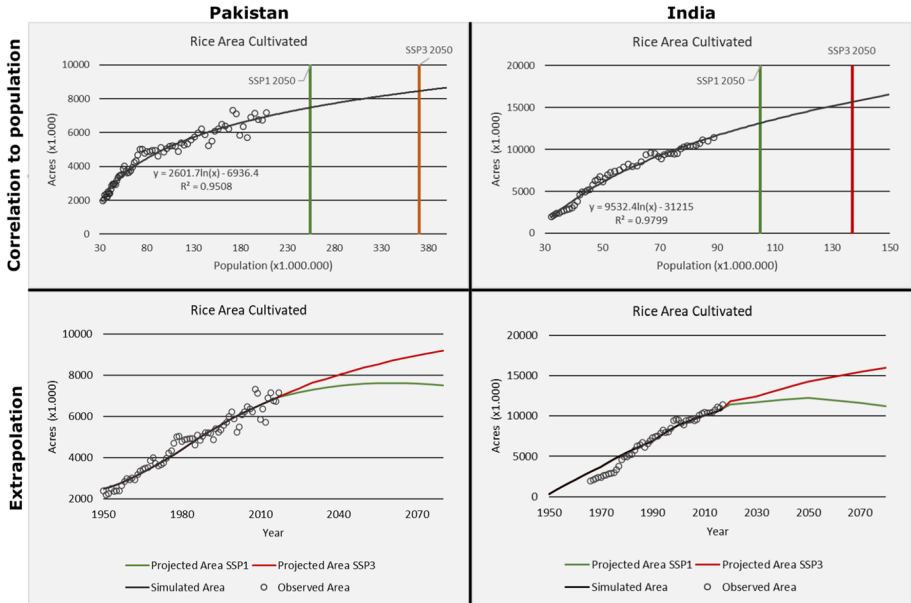 Pakistan
India
Correlation to population
Rice Area Cultivated
SSP3 2050
SSP1 2050
Acres (x1.000)
10000
8000
6000
4000
2000
0
y = 2601.7ln(x) - 6936.4
R² = 0.9508
30 80 130 180 230 280 330 380
Population (x1.000.000)
Rice Area Cultivated
SSP3 2050
SSP1 2050
Acres (x1.000)
20000
15000
10000
5000
0
y = 9532.4ln(x) - 31215
R² = 0.9799
30 50 70 90 110 130 150
Population (x1.000.000)
Extrapolation
Rice Area Cultivated
Acres (x1.000)
10000
8000
6000
4000
2000
1950 1980 2010 2040 2070
Year
Projected Area SSP1 Projected Area SSP3
Simulated Area Observed Area
Rice Area Cultivated
Acres (x1.000)
20000
15000
10000
5000
0
1950 1970 1990 2010 2030 2050 2070
Year
Projected Area SSP1 Projected Area SSP3
Simulated Area Observed Area